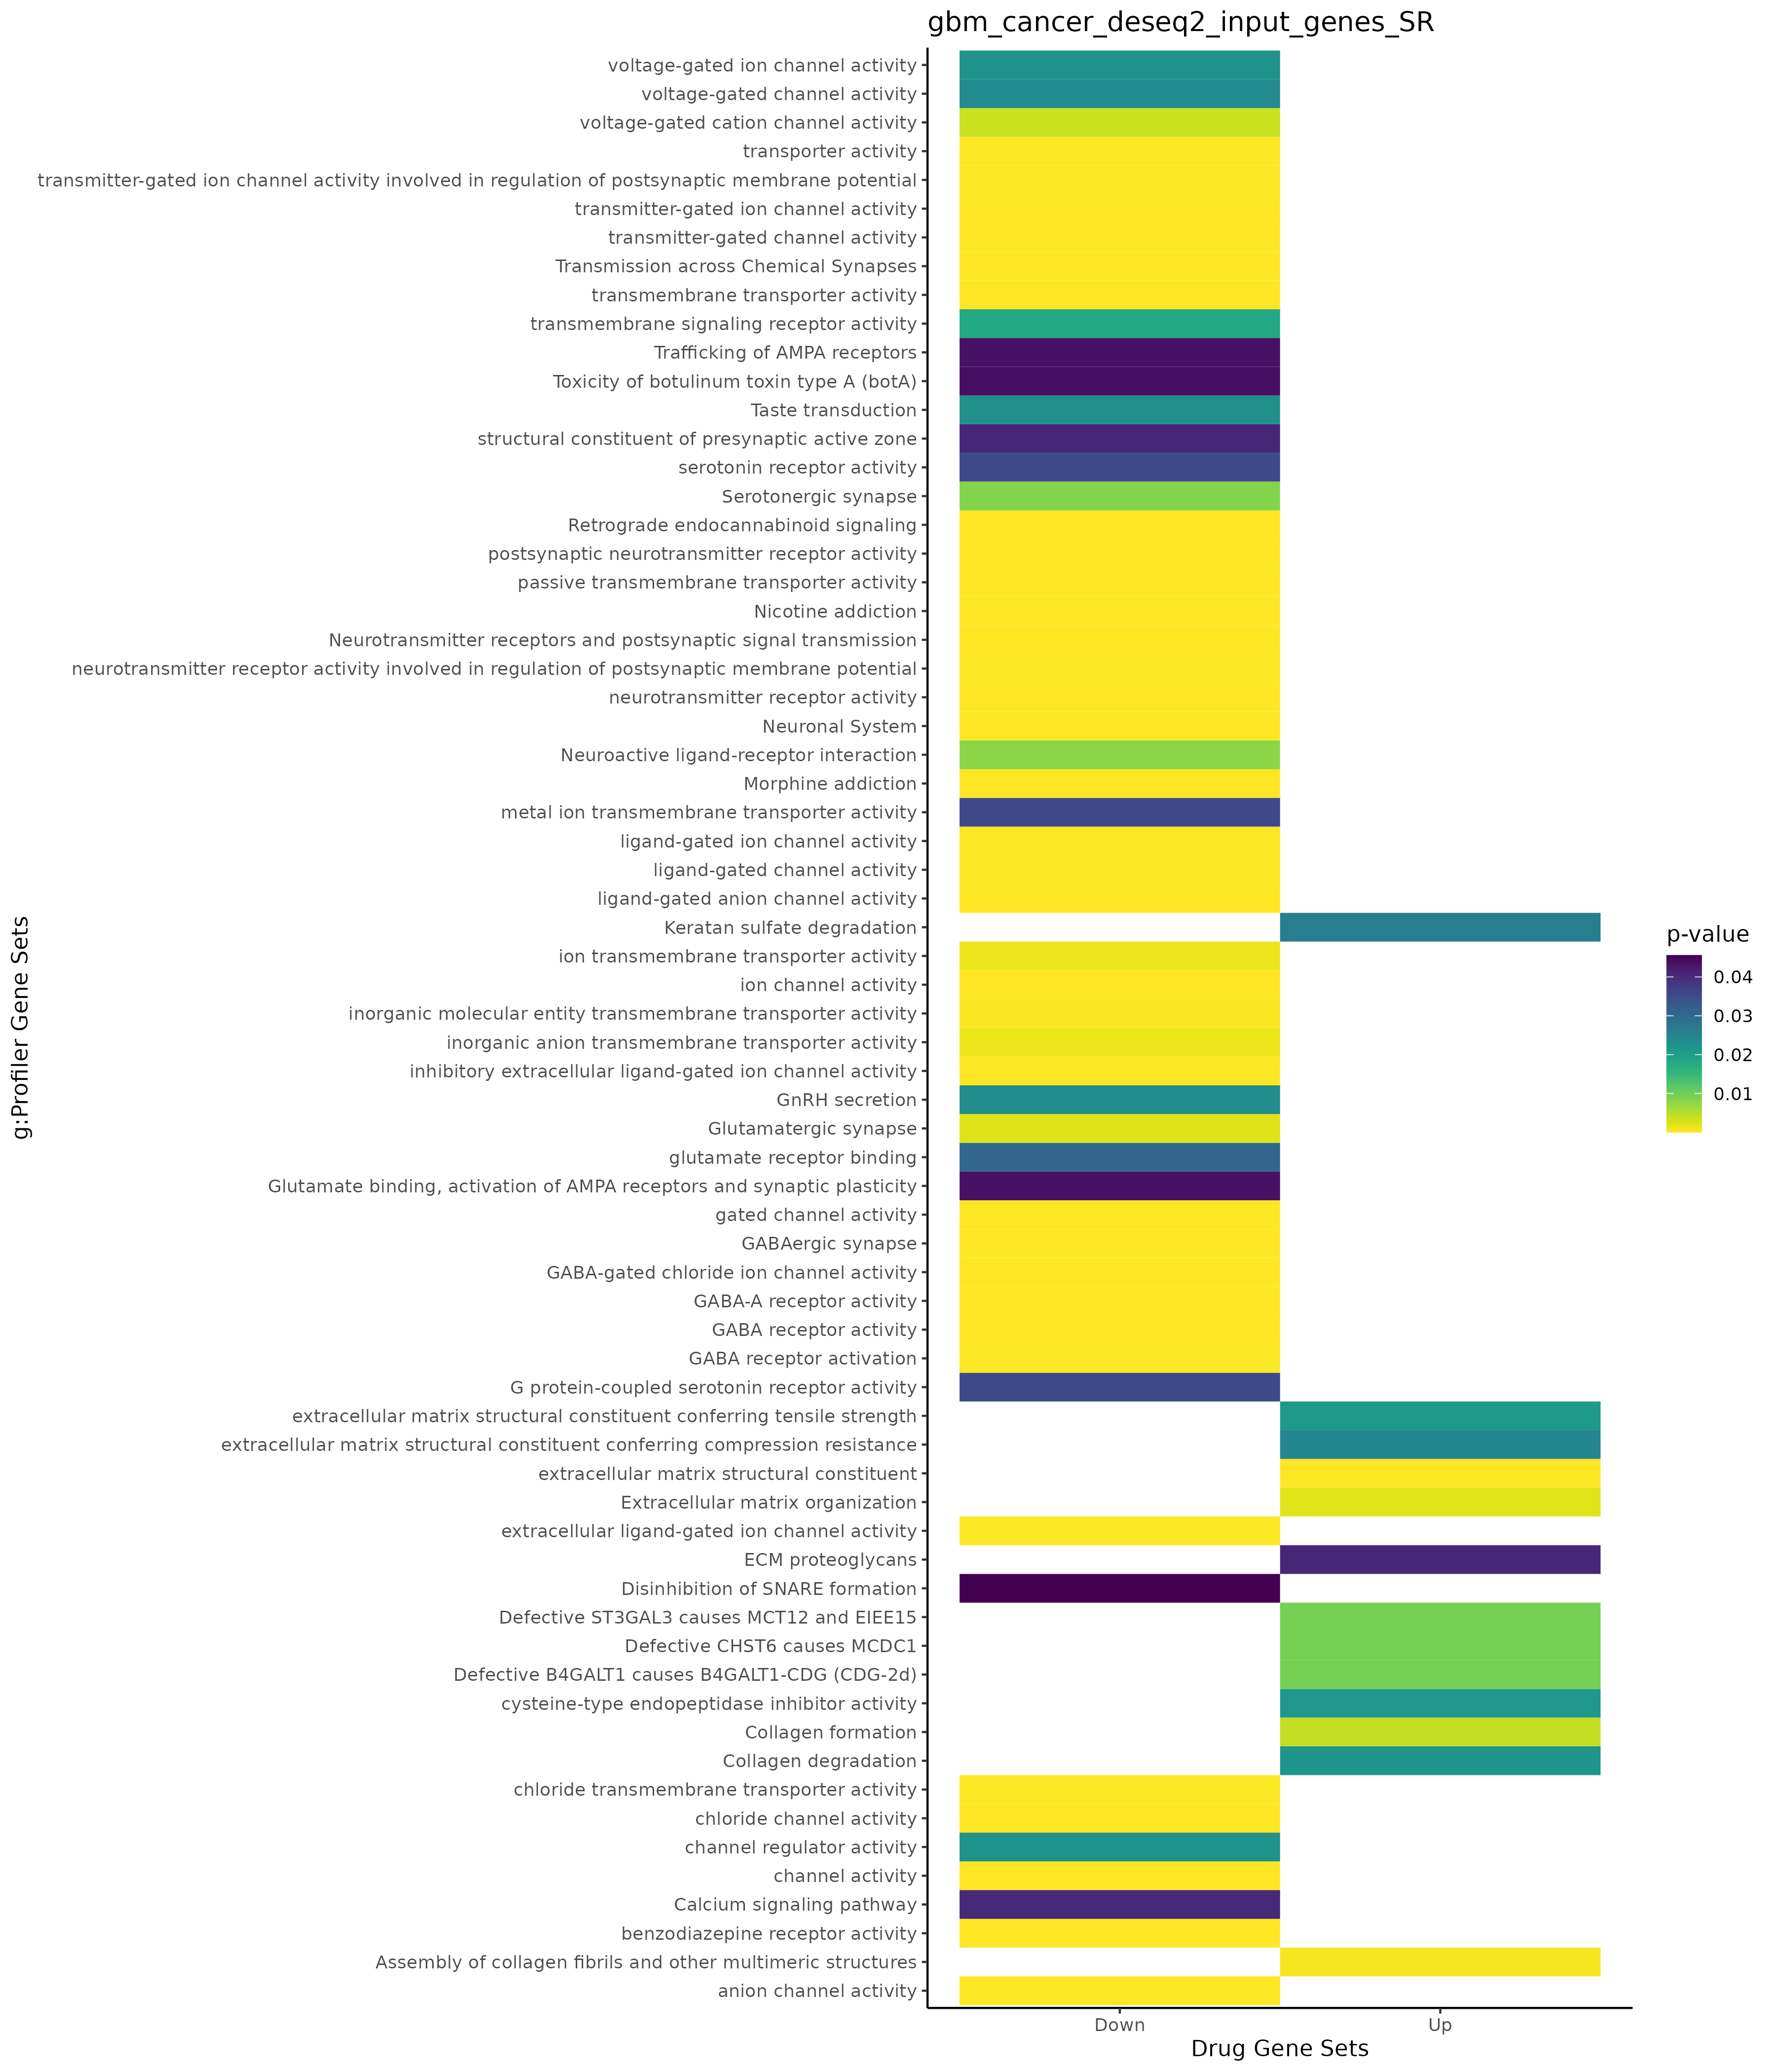 gbm_cancer_deseq2_input_genes_SR
voltage-gated ion channel activity
voltage-gated channel activity
voltage-gated cation channel activity
transporter activity
transmitter-gated ion channel activity involved in regulation of postsynaptic membrane potential
transmitter-gated ion channel activity
transmitter-gated channel activity
Transmission across Chemical Synapses
transmembrane transporter activity
transmembrane signaling receptor activity
Trafficking of AMPA receptors
Toxicity of botulinum toxin type A (botA)
Taste transduction
structural constituent of presynaptic active zone
serotonin receptor activity
Serotonergic synapse
Retrograde endocannabinoid signaling
postsynaptic neurotransmitter receptor activity
passive transmembrane transporter activity
Nicotine addiction
Neurotransmitter receptors and postsynaptic signal transmission
neurotransmitter receptor activity involved in regulation of postsynaptic membrane potential
neurotransmitter receptor activity
Neuronal System
Neuroactive ligand-receptor interaction
Morphine addiction
metal ion transmembrane transporter activity
ligand-gated ion channel activity
ligand-gated channel activity
ligand-gated anion channel activity
Keratan sulfate degradation
ion transmembrane transporter activity
ion channel activity
inorganic molecular entity transmembrane transporter activity
inorganic anion transmembrane transporter activity
inhibitory extracellular ligand-gated ion channel activity
GnRH secretion
Glutamatergic synapse
glutamate receptor binding
Glutamate binding, activation of AMPA receptors and synaptic plasticity
gated channel activity
GABAergic synapse
GABA-gated chloride ion channel activity
GABA-A receptor activity
GABA receptor activity
GABA receptor activation
G protein-coupled serotonin receptor activity
extracellular matrix structural constituent conferring tensile strength
extracellular matrix structural constituent conferring compression resistance
extracellular matrix structural constituent
Extracellular matrix organization
extracellular ligand-gated ion channel activity
ECM proteoglycans
Disinhibition of SNARE formation
Defective ST3GAL3 causes MCT12 and EIEE15
Defective CHST6 causes MCDC1
Defective B4GALT1 causes B4GALT1-CDG (CDG-2d)
cysteine-type endopeptidase inhibitor activity
Collagen formation
Collagen degradation
chloride transmembrane transporter activity
chloride channel activity
channel regulator activity
channel activity
Calcium signaling pathway
benzodiazepine receptor activity
Assembly of collagen fibrils and other multimeric structures
anion channel activity
g:Profiler Gene Sets
Down
Up
Drug Gene Sets
p-value
0.04
0.03
0.02
0.01